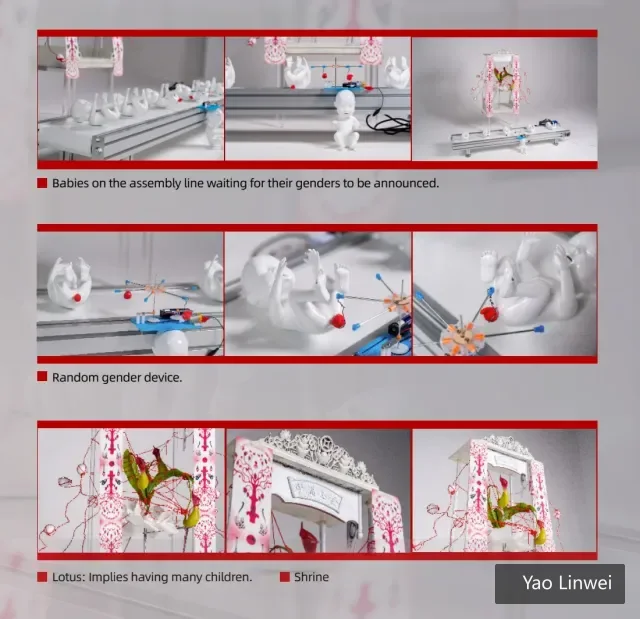 Babies on the assembly line waiting for their genders to be announced.
Random gender device.
Lotus: Implies having many children.
Shrine
Yao Linwei